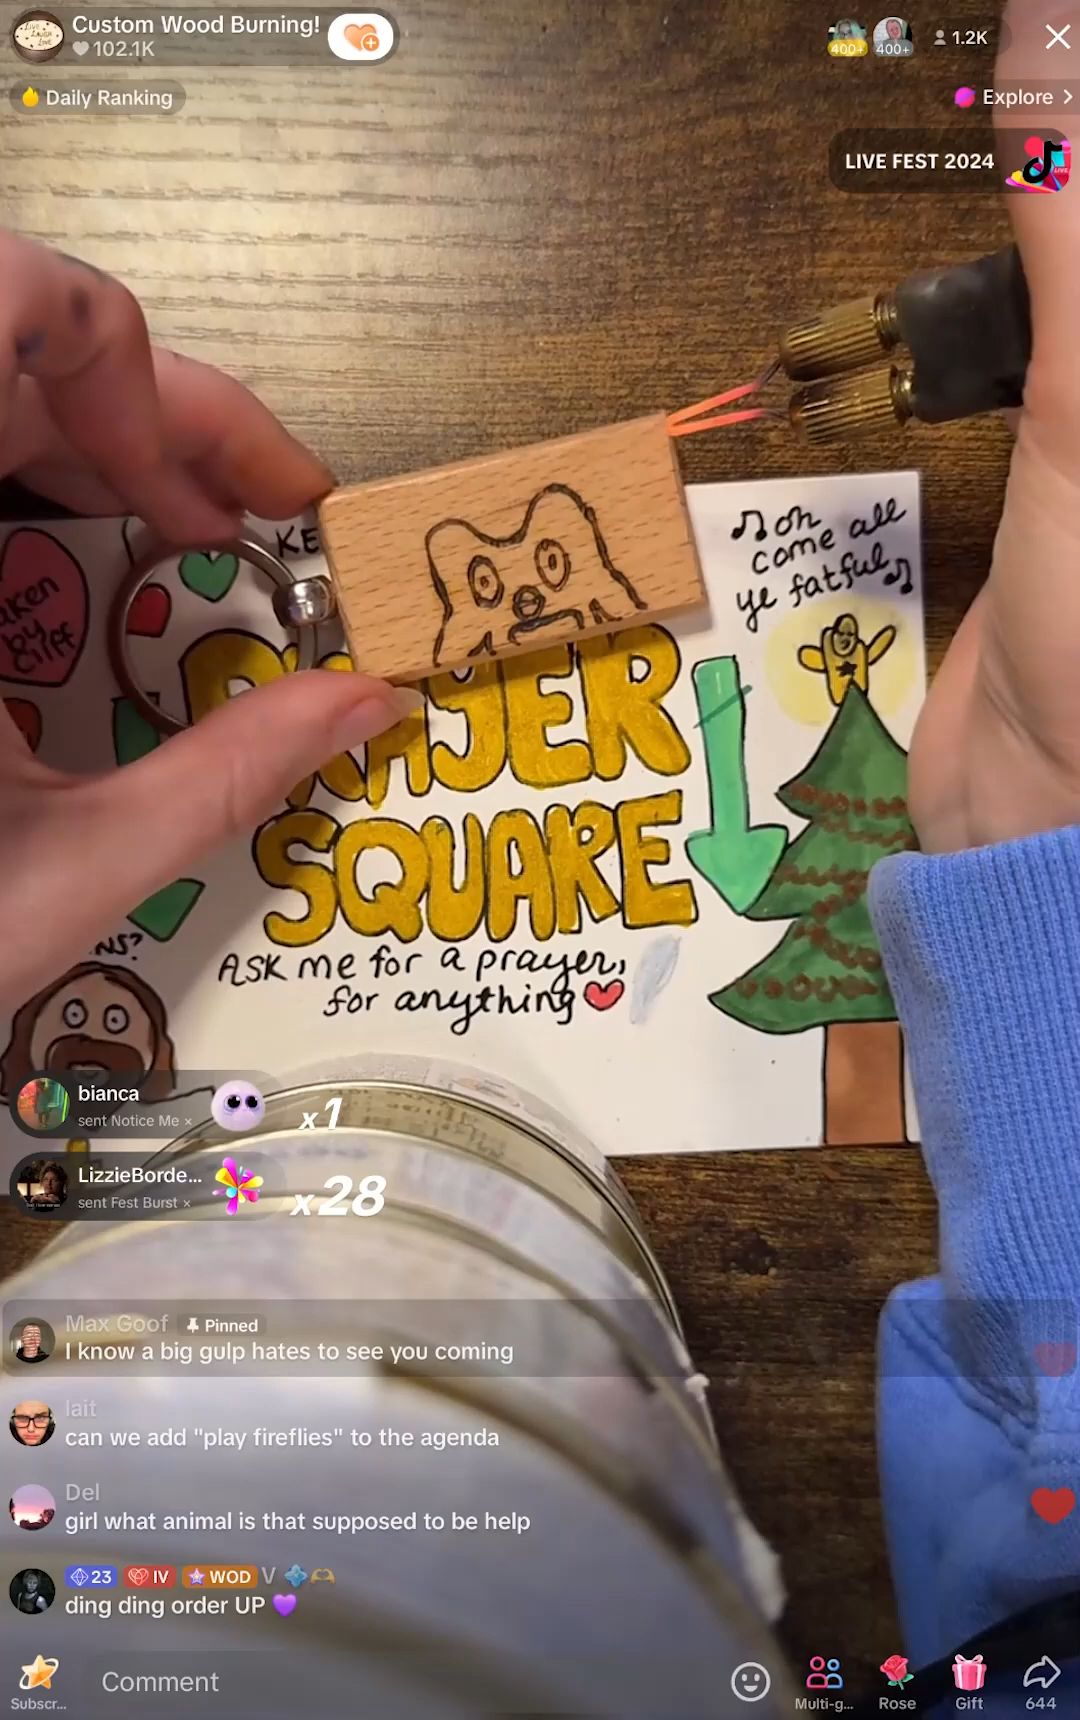 Custom Wood Burning!
102.1K
400+
400+
1.2K
Daily Ranking
Explore >
LIVE FEST 2024
LIVE
KE
oh
come all
ye fatful
by
SQUARE
ASK me for a prayer,
for anything
NS?
bianca
sent Notice Me ×
x1
LizzieBorde...
sent Fest Burst ×
x28
Max Goof Pinned
I know a big gulp hates to see you coming
lait
can we add "play fireflies" to the agenda
Del
girl what animal is that supposed to be help
23 IV WOD V
ding ding order UP
Subscr...
Comment
Multi-g...
Rose
Gift
644